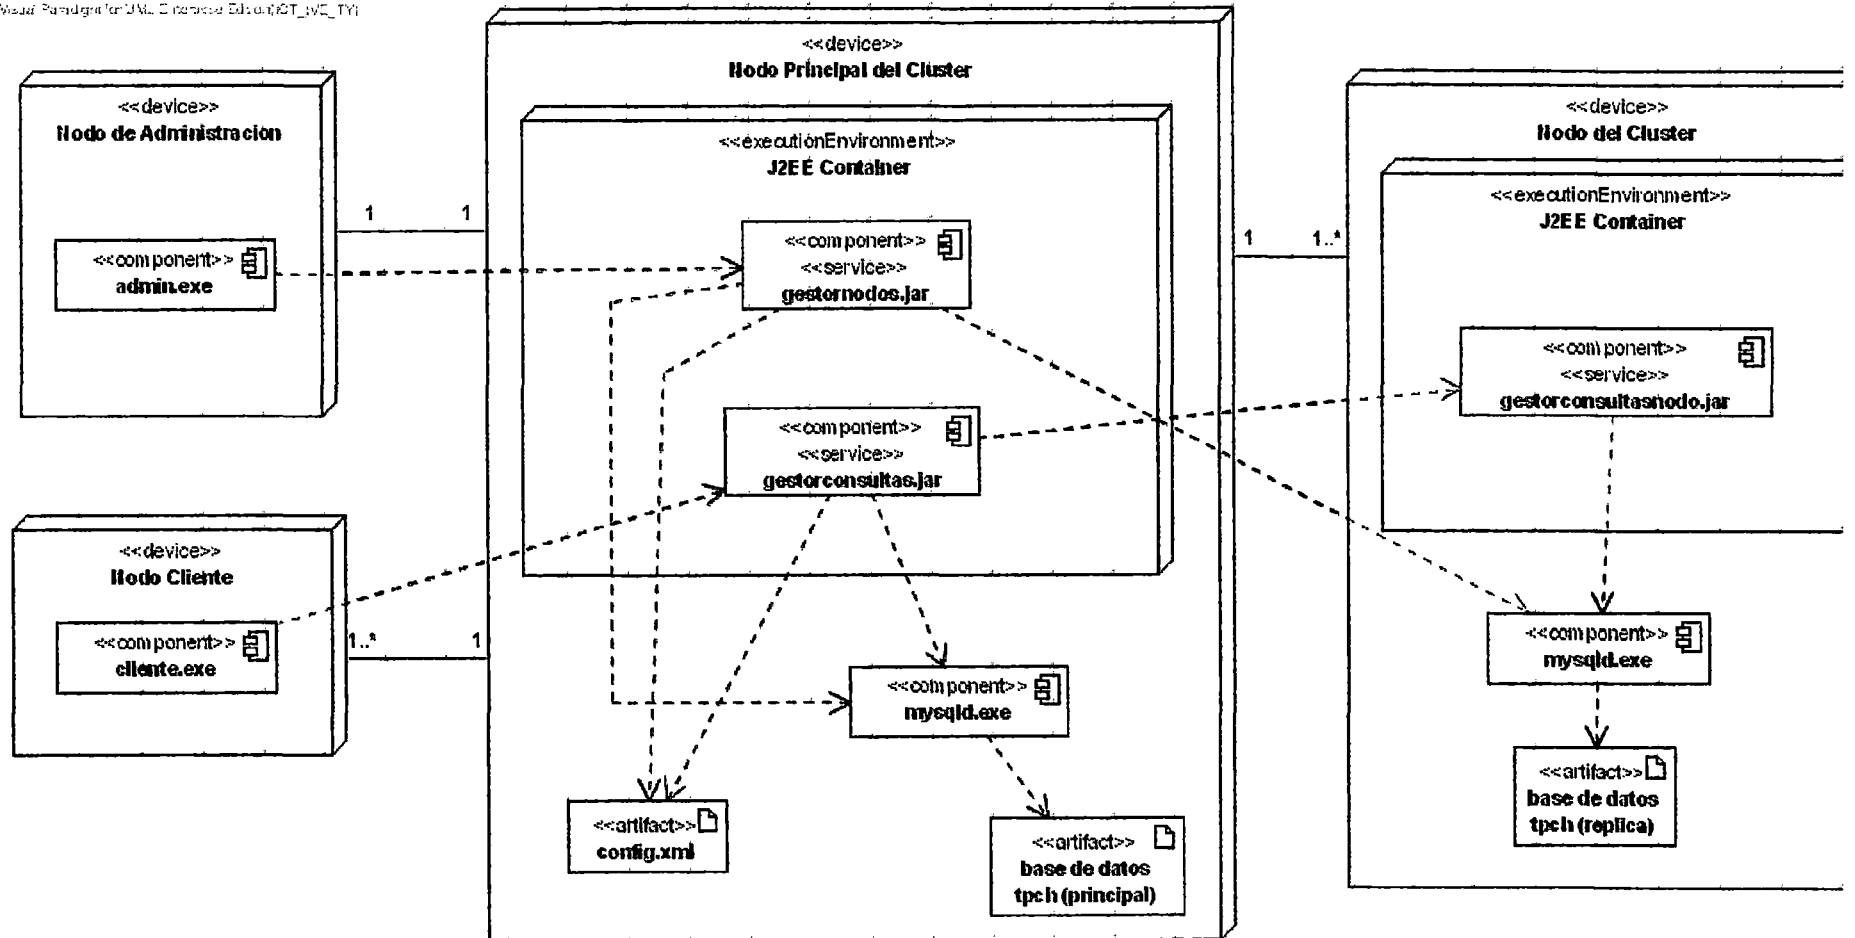 <<device>>
Nodo de Administración
<<component>>
admin.exe
1
1
<<device>>
Nodo Cliente
<<component>>
cliente.exe
1..*
1
<<device>>
Nodo Principal del Cluster
<<executionEnvironment>>
J2EE Container
<<component>>
<<service>>
gestornodos.jar
<<component>>
<<service>>
gestorconsultas.jar
<<component>>
mysqld.exe
<<artifact>>
config.xml
<<artifact>>
base de datos
tpch (principal)
1
1..*
<<device>>
Nodo del Cluster
<<executionEnvironment>>
J2EE Container
<<component>>
<<service>>
gestorconsultasnodo.jar
<<component>>
mysqld.exe
<<artifact>>
base de datos
tpch (replica)